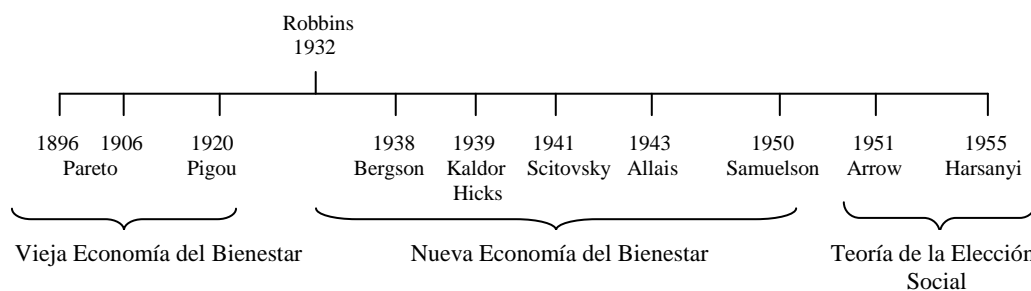 Robbins
1932
1896 1906 1920 1938 1939 1941 1943 1950 1951 1955
Pareto Pigou Bergson Kaldor Scitovsky Allais Samuelson Arrow Harsanyi
Hicks
Vieja Economía del Bienestar Nueva Economía del Bienestar Teoría de la Elección
Social